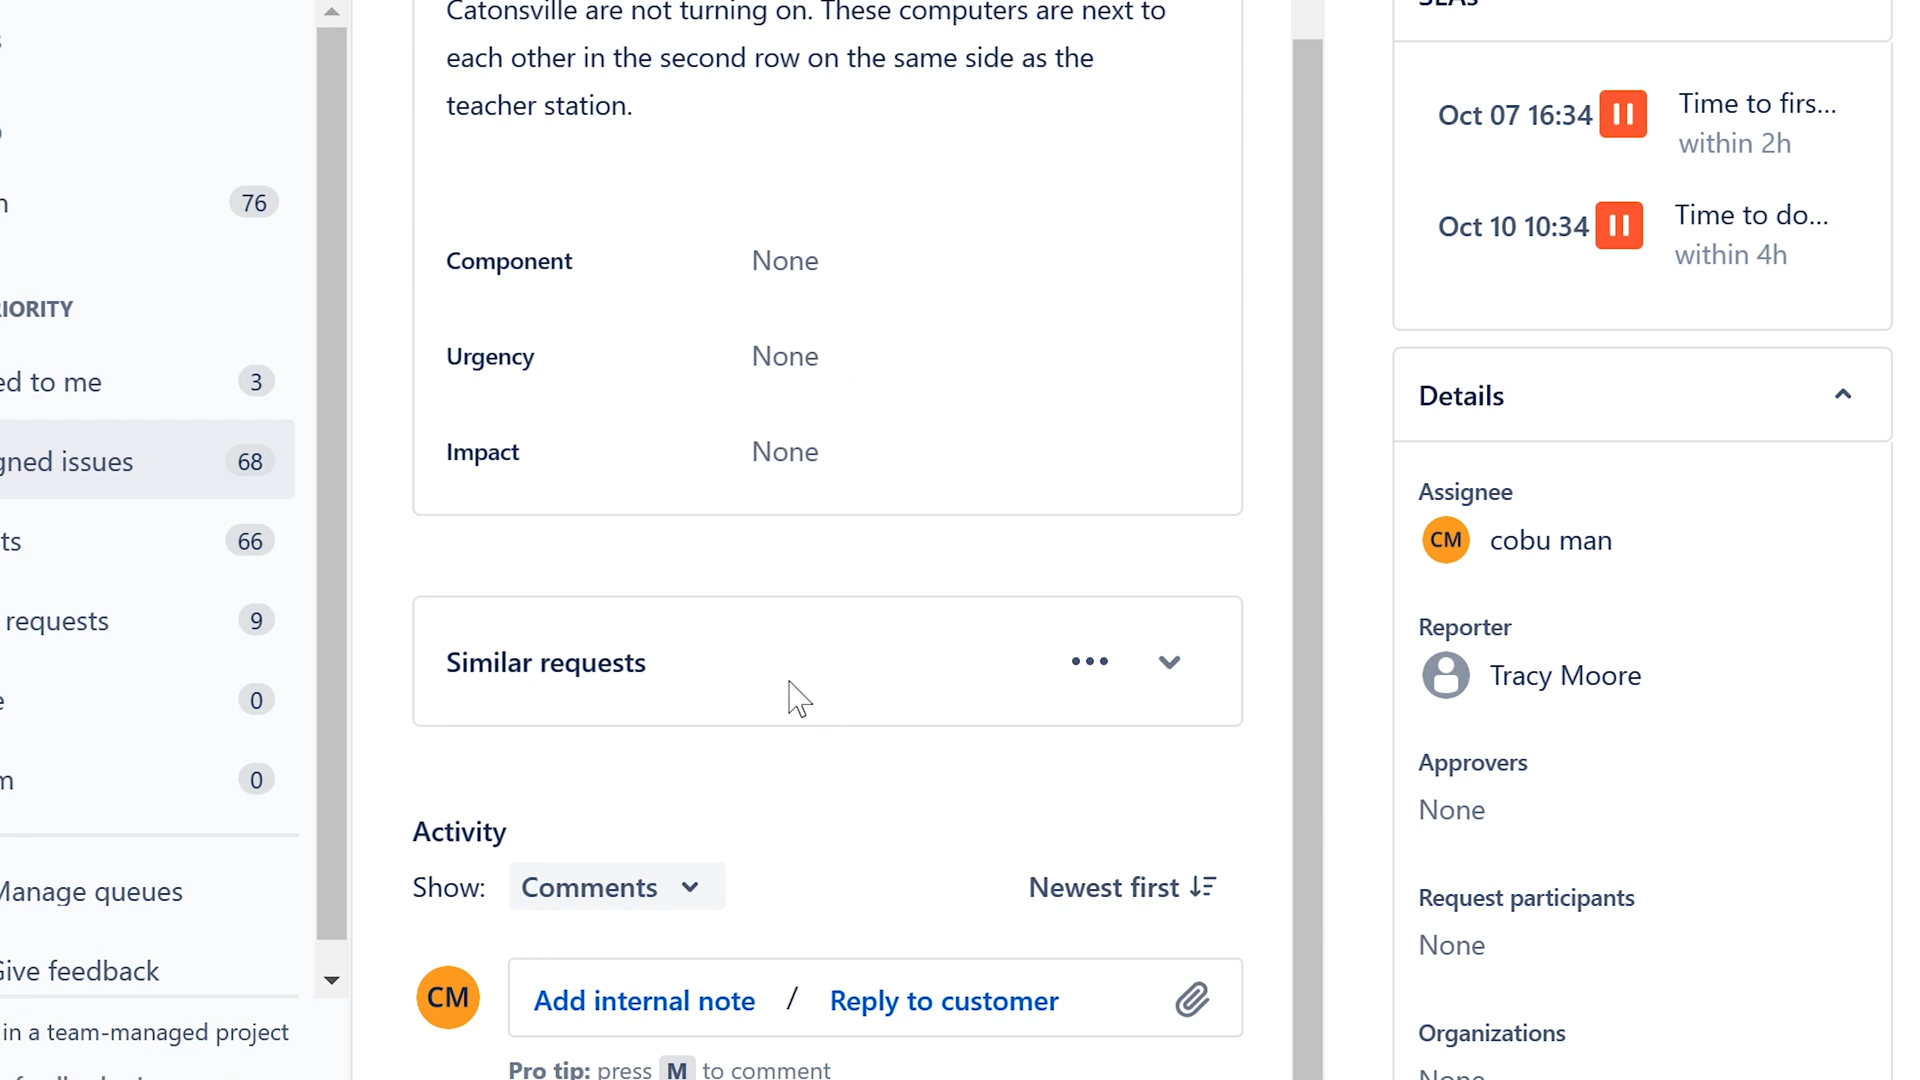 76
ed to me
3
gned issues
68
ts
66
requests
9
0
0
Manage queues
Give feedback
in a team-managed project
Catonsville are not turning on. These computers are next to
each other in the second row on the same side as the
teacher station.
Component None
Urgency None
Impact None
Similar requests
Activity
Show: Comments Newest first
CM Add internal note / Reply to customer
Pro tip: press M to comment
SLAs
Oct 07 16:34 Time to firs...
within 2h
Oct 10 10:34 Time to do...
within 4h
Details
Assignee
CM cobu man
Reporter
Tracy Moore
Approvers
None
Request participants
None
Organizations
None